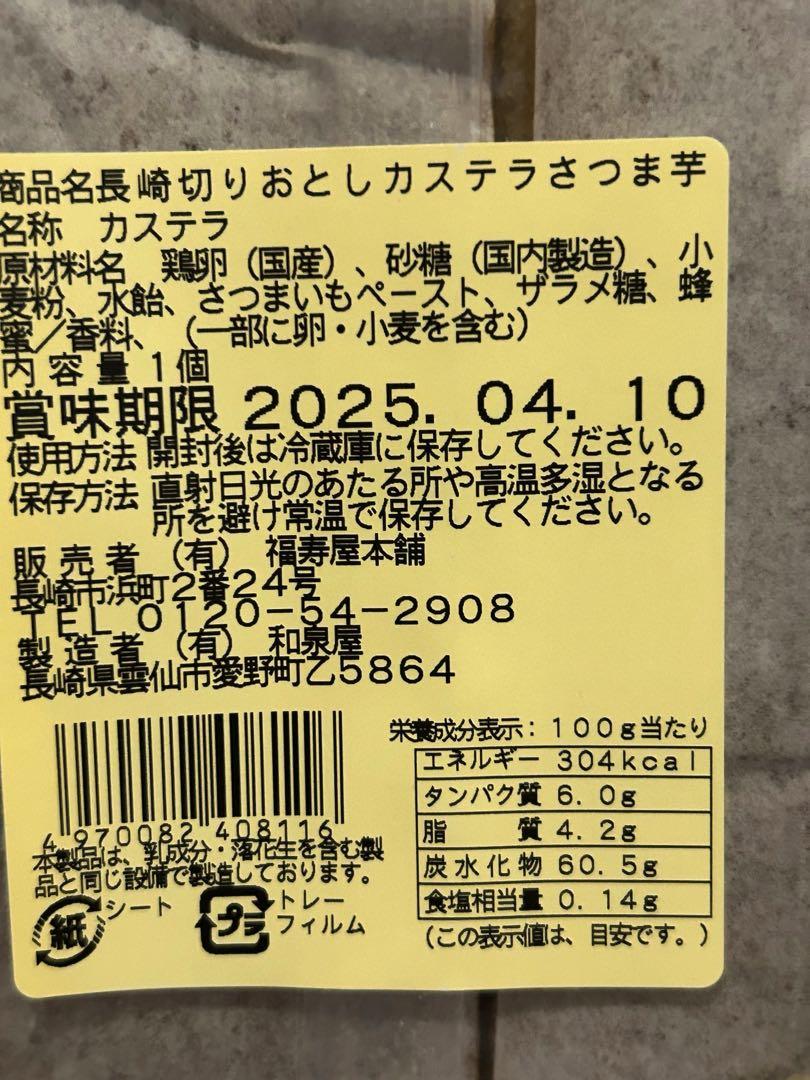 商品名長崎切りおとしカステラさつま芋
名称 カステラ
原材料名 鶏卵(国産)、砂糖(国内製造)、小
麦粉、水飴、さつまいもペースト、ザラメ糖、蜂
蜜/香料、(一部に卵・小麦を含む)
内容量1個
賞味期限 2025.04.10
使用方法 開封後は冷蔵庫に保存してください。
保存方法 直射日光のあたる所や高温多湿となる
所を避け常温で保存してください。
販売者 (有) 福寿屋本舗
長崎市浜町2番24号
TEL 0120-54-2908
製造者 (有) 和泉屋
長崎県雲仙市愛野町乙5864
栄養成分表示:100g当たり
エネルギー 304kcal
タンパク質 6.0g
脂質 4.2g
炭水化物 60.5g
食塩相当量 0.14g
(この表示値は、目安です。)
4970082408116
本製品は、乳成分・落花生を含む製
品と同じ設備で製造しております。
紙 シート
プラ トレー
フィルム